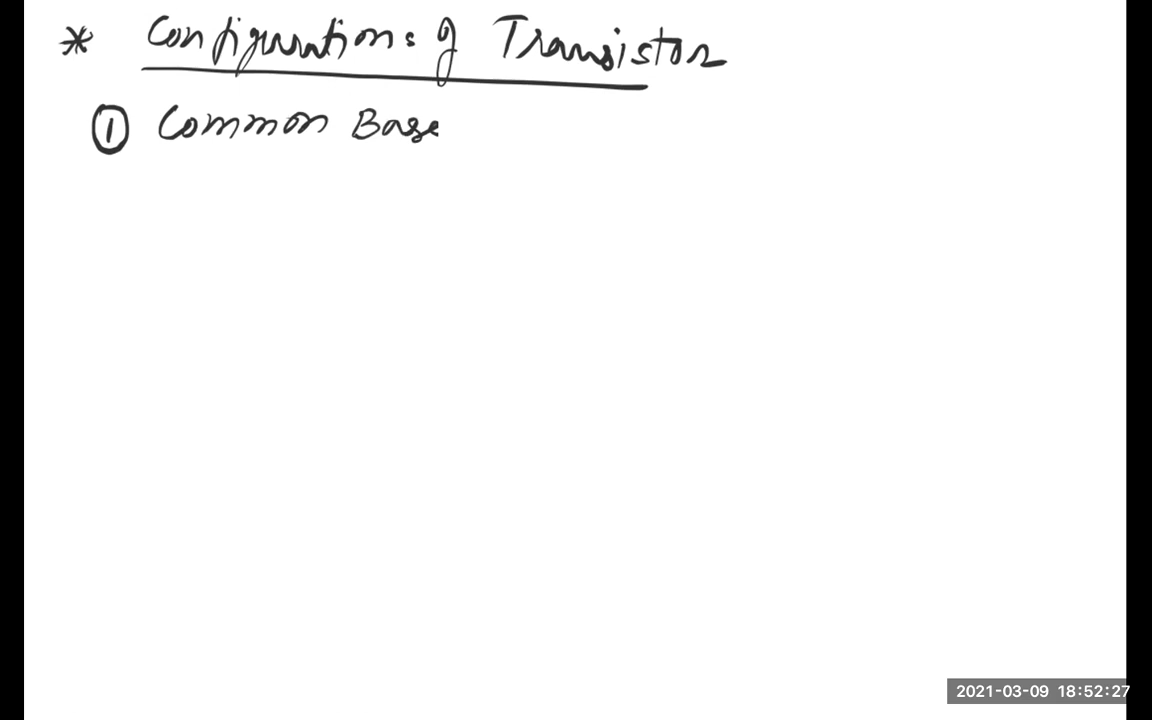 * Configurations of Transistor
① Common Base
2021-03-09 18:52:27